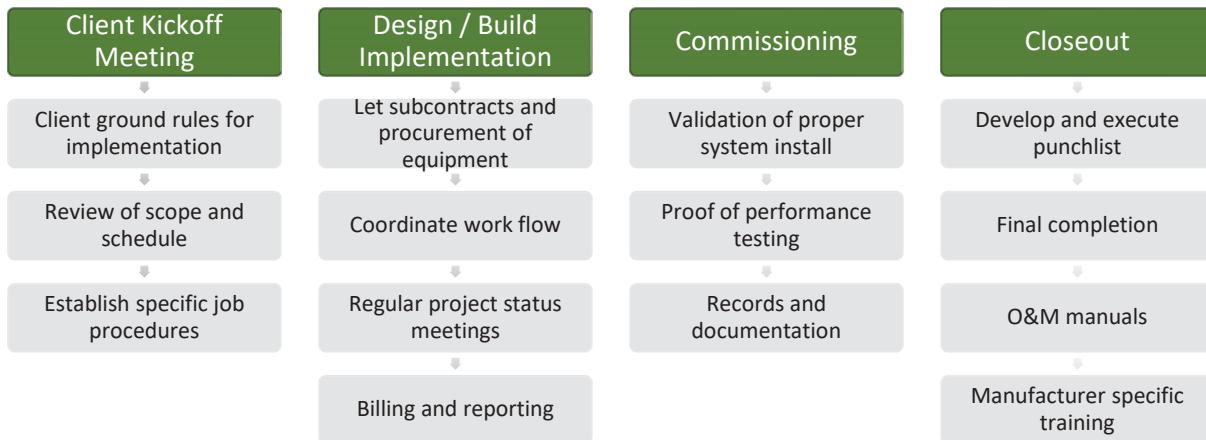 Client Kickoff
Meeting
Client ground rules for
implementation
Review of scope and
schedule
Establish specific job
procedures
Design / Build
Implementation
Let subcontracts and
procurement of
equipment
Coordinate work flow
Regular project status
meetings
Billing and reporting
Commissioning
Validation of proper
system install
Proof of performance
testing
Records and
documentation
Closeout
Develop and execute
punchlist
Final completion
O&M manuals
Manufacturer specific
training